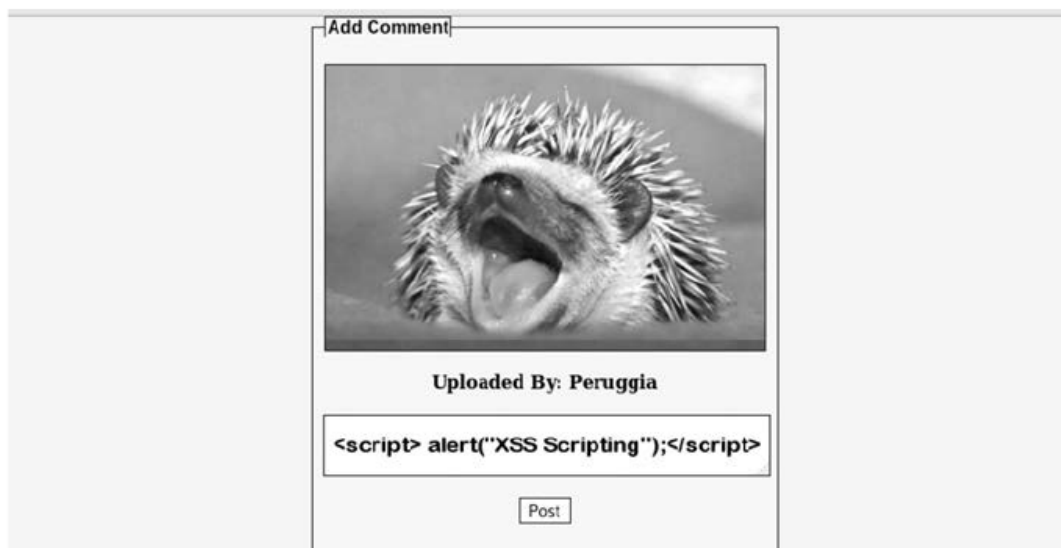 Add Comment
Uploaded By: Peruggia
<script> alert("XSS Scripting");</script>
Post